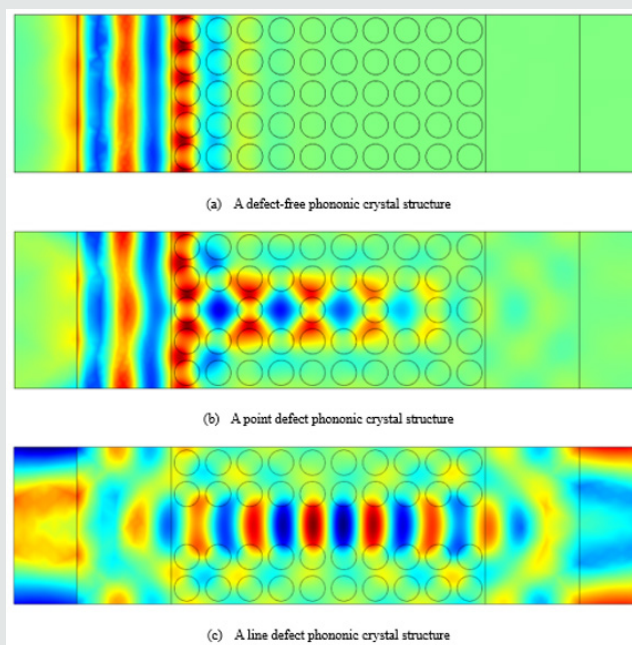 (a) A defect-free phononic crystal structure
(b) A point defect phononic crystal structure
(c) A line defect phononic crystal structure